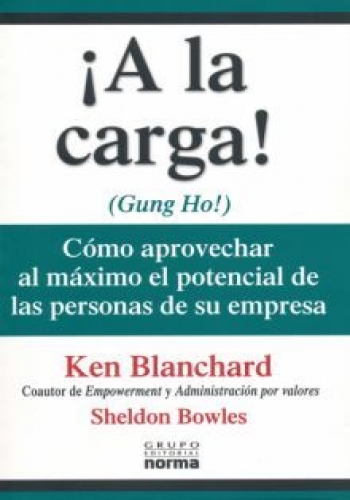 ¡A la
carga!
(Gung Ho!)
Cómo aprovechar
al máximo el potencial de
las personas de su empresa
Ken Blanchard
Coautor de Empowerment y Administración por valores
Sheldon Bowles
GRUPO
EDITORIAL
norma